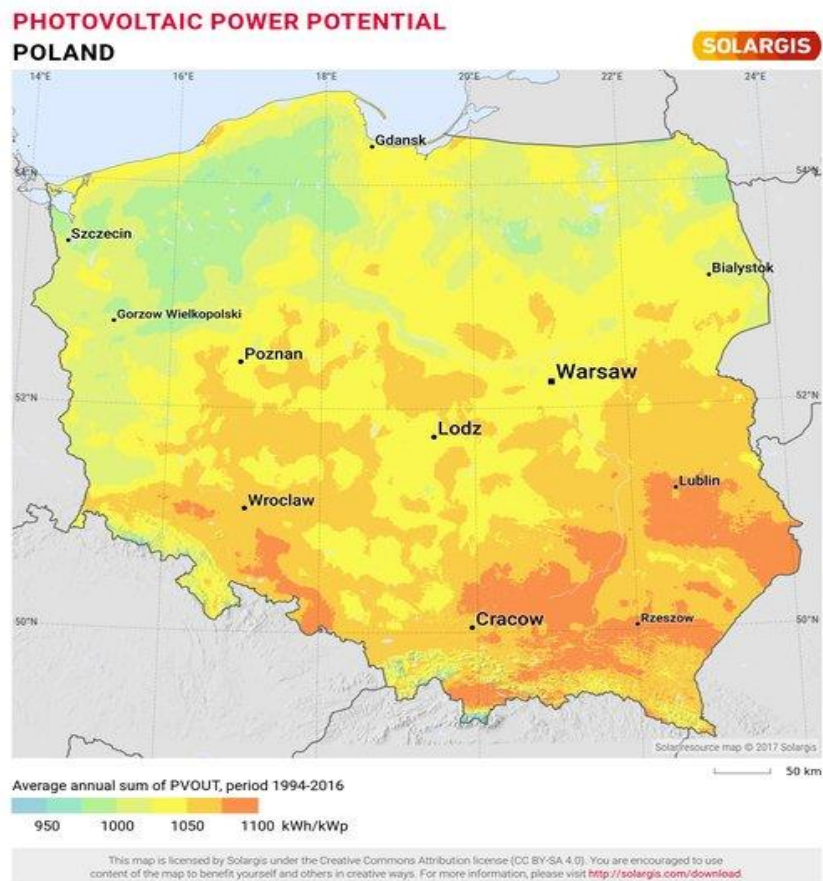 PHOTOVOLTAIC POWER POTENTIAL
POLAND
SOLARGIS
14°E 16°E 18°E 20°E 22°E 24°E
Gdansk
54°N 54°N
Szczecin
Bialystok
Gorzow Wielkopolski
Poznan
Warsaw
52°N 52°N
Lodz
Lublin
Wroclaw
50°N 50°N
Cracow
Rzeszow
Solar resource map © 2017 Solargis
50 km
Average annual sum of PVOUT, period 1994-2016
950 1000 1050 1100 kWh/kWp
This map is licensed by Solargis under the Creative Commons Attribution license (CC BY-SA 4.0). You are encouraged to use
content of the map to benefit yourself and others in creative ways. For more information, please visit http://solargis.com/download.